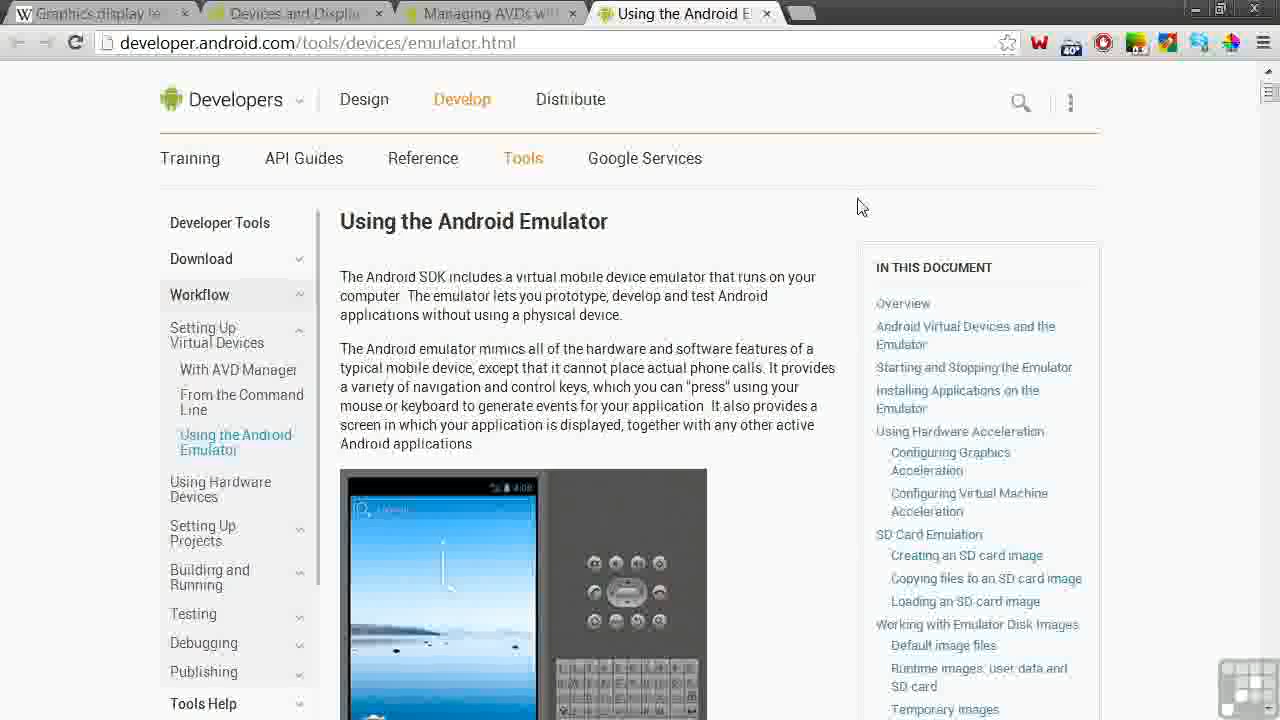 Graphics display re
Devices and Display
Managing AVDs wi
Using the Android E
developer.android.com/tools/devices/emulator.html
Developers
Design
Develop
Distribute
Training
API Guides
Reference
Tools
Google Services
Developer Tools
Download
Workflow
Setting Up
Virtual Devices
With AVD Manager
From the Command
Line
Using the Android
Emulator
Using Hardware
Devices
Setting Up
Projects
Building and
Running
Testing
Debugging
Publishing
Tools Help
Using the Android Emulator
The Android SDK includes a virtual mobile device emulator that runs on your
computer. The emulator lets you prototype, develop and test Android
applications without using a physical device.
The Android emulator mimics all of the hardware and software features of a
typical mobile device, except that it cannot place actual phone calls. It provides
a variety of navigation and control keys, which you can "press" using your
mouse or keyboard to generate events for your application. It also provides a
screen in which your application is displayed, together with any other active
Android applications.
4:08
IN THIS DOCUMENT
Overview
Android Virtual Devices and the
Emulator
Starting and Stopping the Emulator
Installing Applications on the
Emulator
Using Hardware Acceleration
Configuring Graphics
Acceleration
Configuring Virtual Machine
Acceleration
SD Card Emulation
Creating an SD card image
Copying files to an SD card image
Loading an SD card image
Working with Emulator Disk Images
Default image files
Runtime images: user data and
SD card
Temporary images